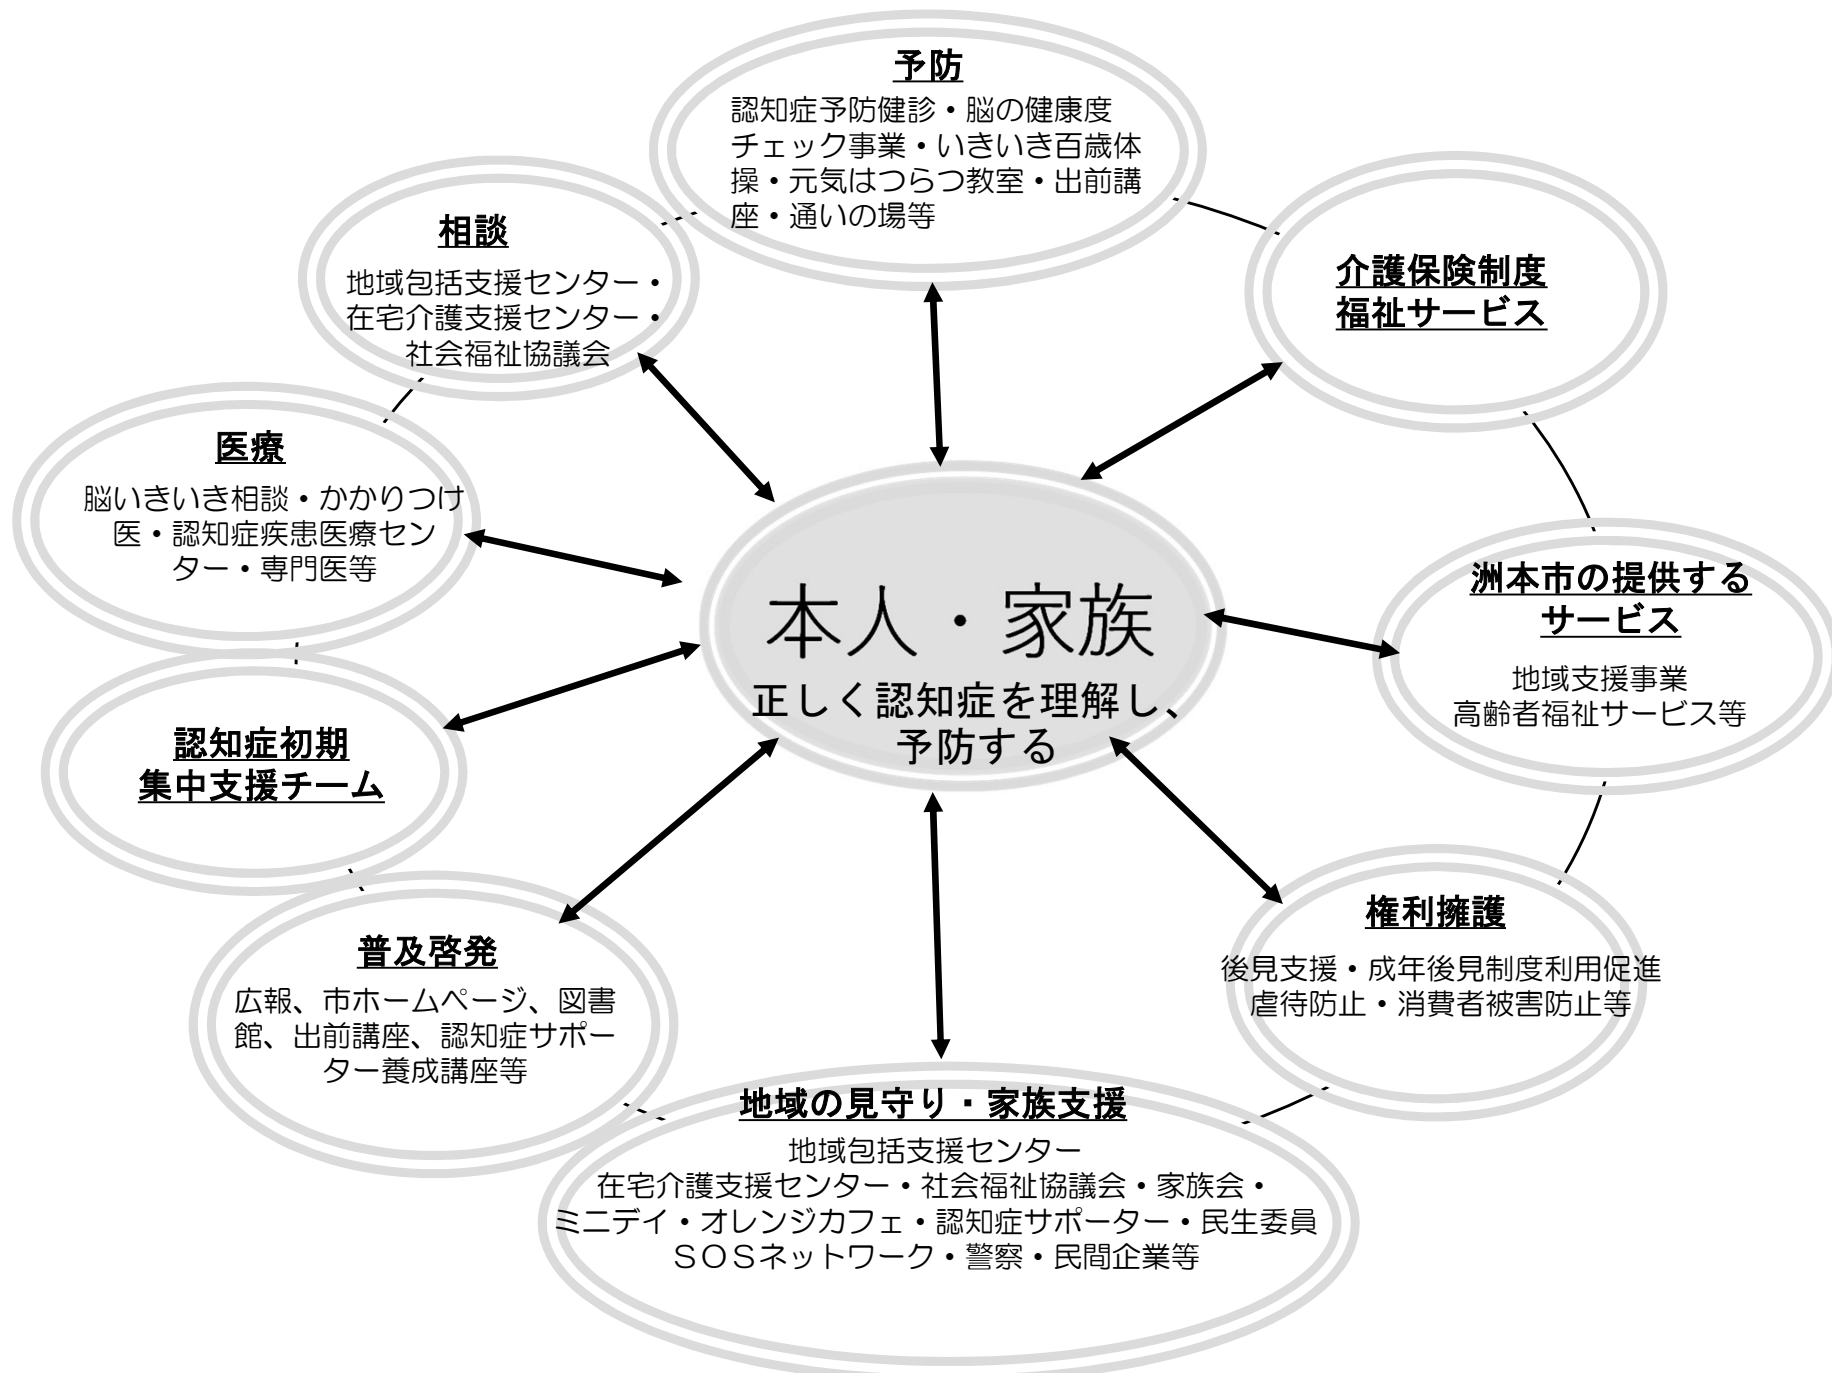 予防
認知症予防健診・脳の健康度
チェック事業・いきいき百歳体
操・元気はつらつ教室・出前講
座・通いの場等
相談
地域包括支援センター・
在宅介護支援センター・
社会福祉協議会
介護保険制度
福祉サービス
医療
脳いきいき相談・かかりつけ
医・認知症疾患医療セン
ター・専門医等
本人・家族
正しく認知症を理解し、
予防する
洲本市の提供する
サービス
地域支援事業
高齢者福祉サービス等
認知症初期
集中支援チーム
権利擁護
後見支援・成年後見制度利用促進
虐待防止・消費者被害防止等
普及啓発
広報、市ホームページ、図書
館、出前講座、認知症サポー
ター養成講座等
地域の見守り・家族支援
地域包括支援センター
在宅介護支援センター・社会福祉協議会・家族会・
ミニデイ・オレンジカフェ・認知症サポーター・民生委員
ＳＯＳネットワーク・警察・民間企業等